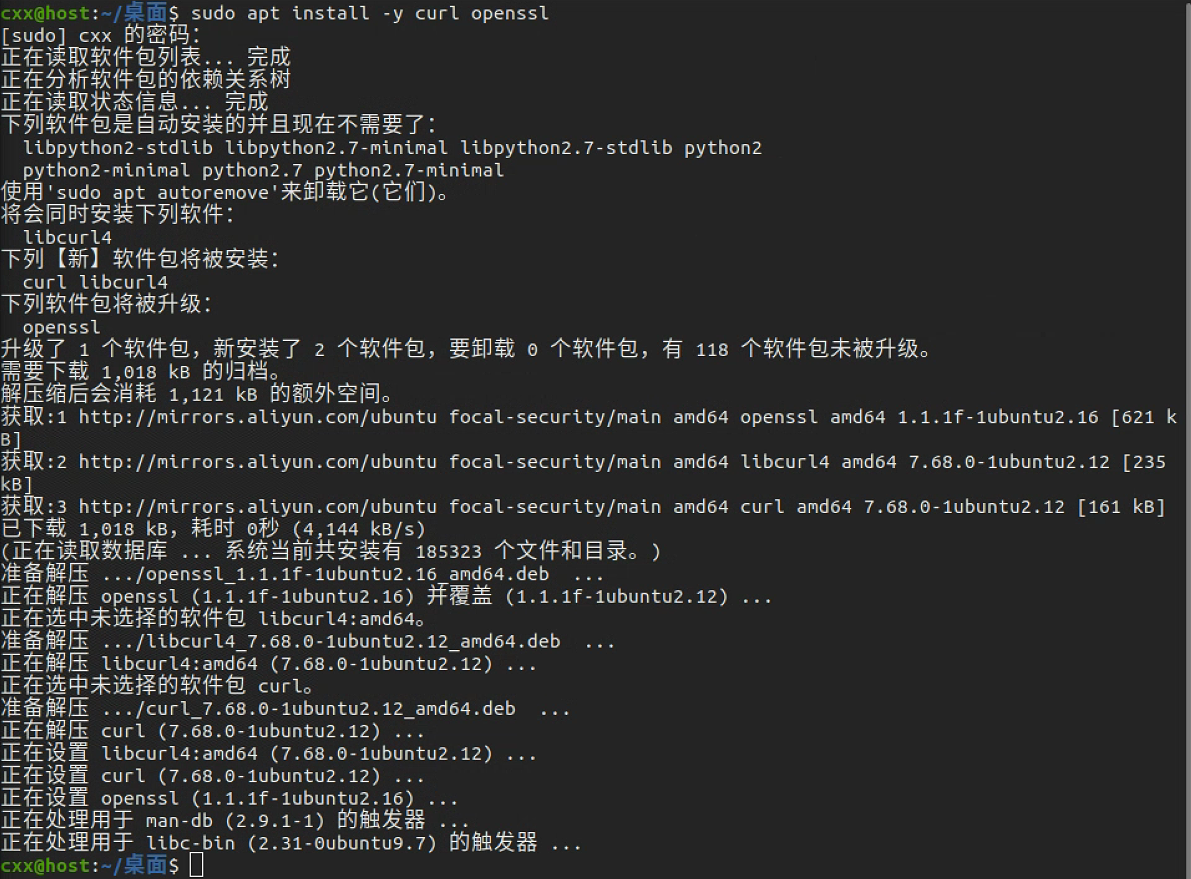 cxx@host:~/桌面$ sudo apt install -y curl openssl
[sudo] cxx 的密码：
正在读取软件包列表... 完成
正在分析软件包的依赖关系树
正在读取状态信息... 完成
下列软件包是自动安装的并且现在不需要了：
  libpython2-stdlib libpython2.7-minimal libpython2.7-stdlib python2
  python2-minimal python2.7 python2.7-minimal
使用'sudo apt autoremove'来卸载它(它们)。
将会同时安装下列软件：
  libcurl4
下列【新】软件包将被安装：
  curl libcurl4
下列软件包将被升级：
  openssl
升级了 1 个软件包，新安装了 2 个软件包，要卸载 0 个软件包，有 118 个软件包未被升级。
需要下载 1,018 kB 的归档。
解压缩后会消耗 1,121 kB 的额外空间。
获取:1 http://mirrors.aliyun.com/ubuntu focal-security/main amd64 openssl amd64 1.1.1f-1ubuntu2.16 [621 k
B]
获取:2 http://mirrors.aliyun.com/ubuntu focal-security/main amd64 libcurl4 amd64 7.68.0-1ubuntu2.12 [235
kB]
获取:3 http://mirrors.aliyun.com/ubuntu focal-security/main amd64 curl amd64 7.68.0-1ubuntu2.12 [161 kB]
已下载 1,018 kB，耗时 0秒 (4,144 kB/s)
(正在读取数据库 ... 系统当前共安装有 185323 个文件和目录。)
准备解压 .../openssl_1.1.1f-1ubuntu2.16_amd64.deb  ...
正在解压 openssl (1.1.1f-1ubuntu2.16) 并覆盖 (1.1.1f-1ubuntu2.12) ...
正在选中未选择的软件包 libcurl4:amd64。
准备解压 .../libcurl4_7.68.0-1ubuntu2.12_amd64.deb  ...
正在解压 libcurl4:amd64 (7.68.0-1ubuntu2.12) ...
正在选中未选择的软件包 curl。
准备解压 .../curl_7.68.0-1ubuntu2.12_amd64.deb  ...
正在解压 curl (7.68.0-1ubuntu2.12) ...
正在设置 libcurl4:amd64 (7.68.0-1ubuntu2.12) ...
正在设置 curl (7.68.0-1ubuntu2.12) ...
正在设置 openssl (1.1.1f-1ubuntu2.16) ...
正在处理用于 man-db (2.9.1-1) 的触发器 ...
正在处理用于 libc-bin (2.31-0ubuntu9.7) 的触发器 ...
cxx@host:~/桌面$